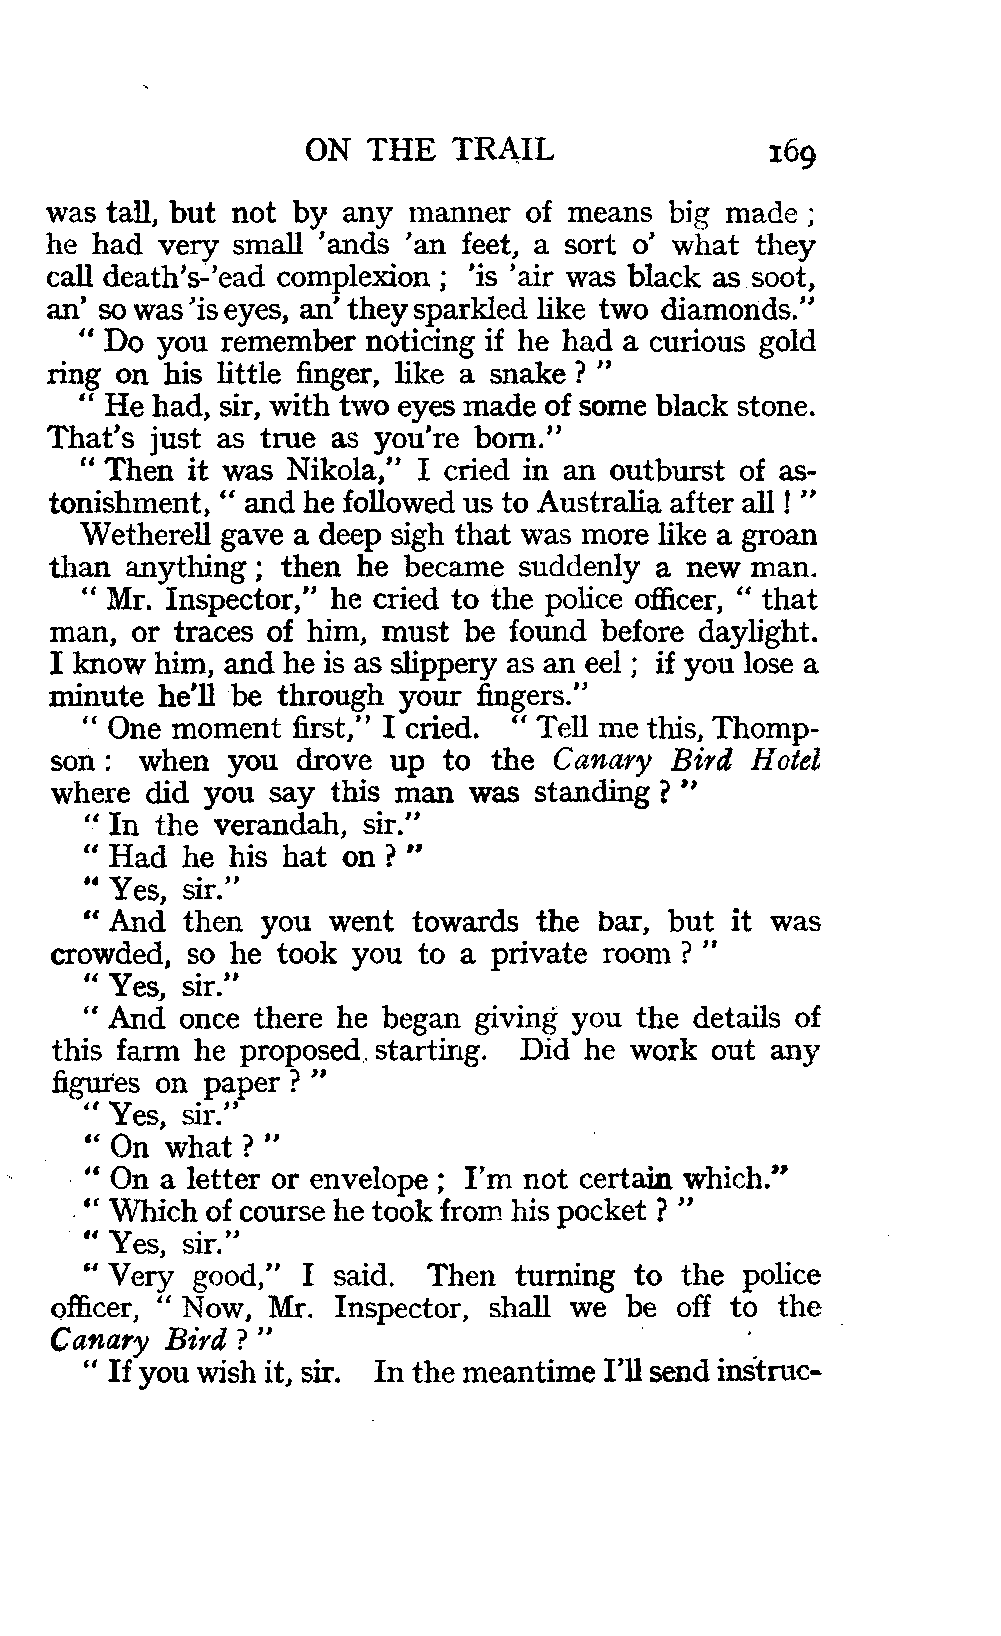 ON THE TRAIL 169
was tall, but not by any manner of means big made ;
he had very small 'ands 'an feet, a sort o' what they
call death's-'ead complexion ; 'is 'air was black as soot,
an' so was 'is eyes, an' they sparkled like two diamonds."
" Do you remember noticing if he had a curious gold
ring on his little finger, like a snake ? "
" He had, sir, with two eyes made of some black stone.
That's just as true as you're born."
" Then it was Nikola," I cried in an outburst of as-
tonishment, " and he followed us to Australia after all ! "
Wetherell gave a deep sigh that was more like a groan
than anything ; then he became suddenly a new man.
" Mr. Inspector," he cried to the police officer, " that
man, or traces of him, must be found before daylight.
I know him, and he is as slippery as an eel ; if you lose a
minute he'll be through your fingers."
" One moment first," I cried. " Tell me this, Thomp-
son : when you drove up to the Canary Bird Hotel
where did you say this man was standing ? "
" In the verandah, sir."
" Had he his hat on ? "
" Yes, sir."
" And then you went towards the bar, but it was
crowded, so he took you to a private room ? "
" Yes, sir."
" And once there he began giving you the details of
this farm he proposed starting. Did he work out any
figures on paper ? "
" Yes, sir."
" On what ? "
" On a letter or envelope ; I'm not certain which."
" Which of course he took from his pocket ? "
" Yes, sir."
" Very good," I said. Then turning to the police
officer, " Now, Mr. Inspector, shall we be off to the
Canary Bird ? "
" If you wish it, sir. In the meantime I'll send instruc-